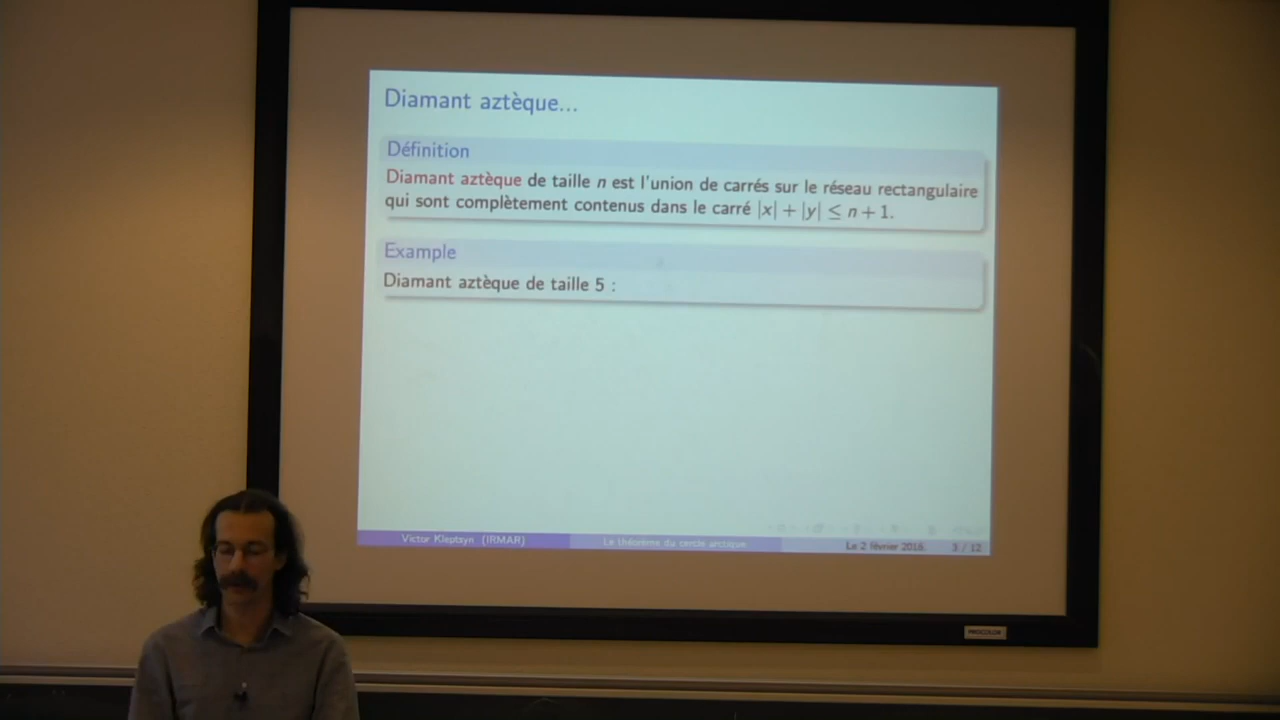 Diamant aztèque...
Définition
Diamant aztèque de taille n est l'union de carrés sur le réseau rectangulaire
qui sont complètement contenus dans le carré |x| + |y| ≤ n + 1.
Example
Diamant aztèque de taille 5 :
Victor Kleptsyn (IRMAR)
Le théorème du cercle arctique
Le 2 février 2016
3 / 12
PROCOLOR